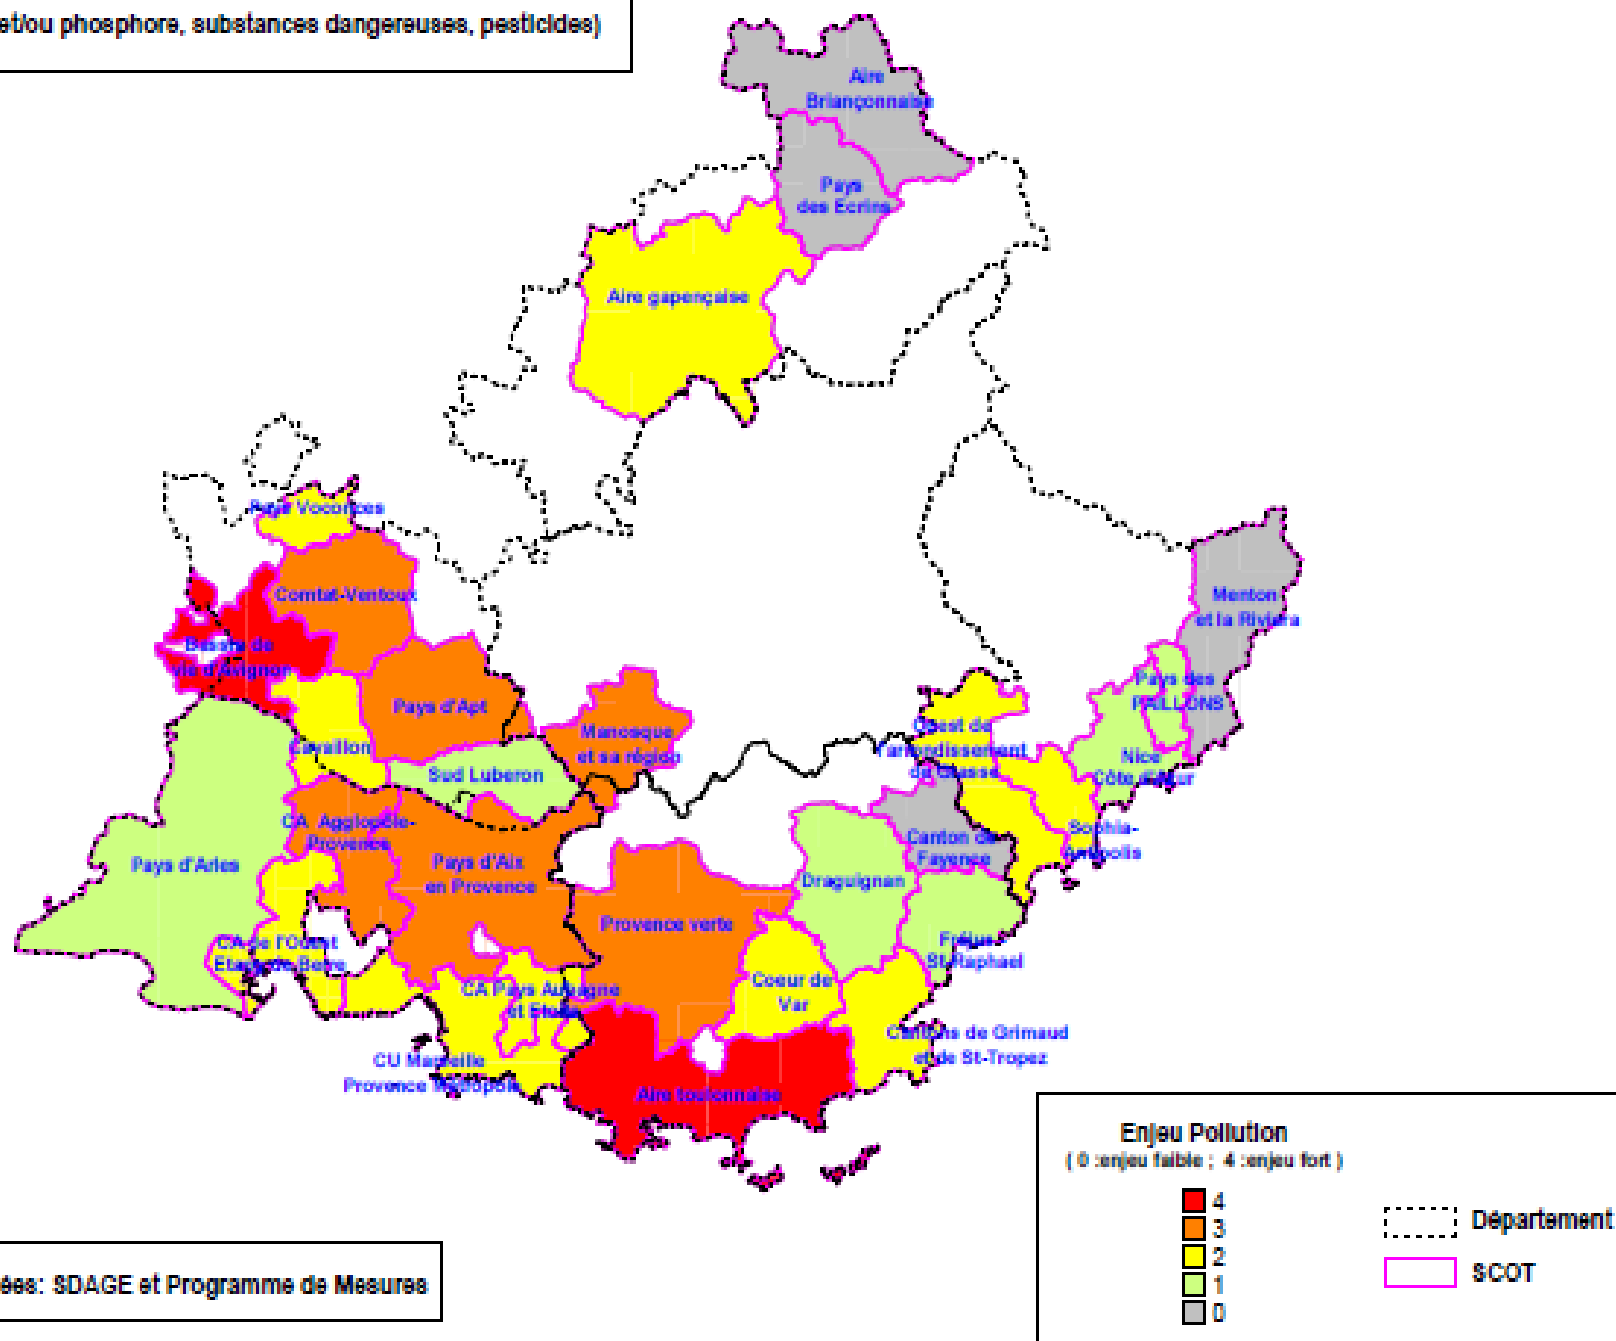 et/ou phosphore, substances dangereuses, pesticides)
Aire
Briançonnaise
Pays
des Ecrins
Aire gapençaise
Pays Voconces
Comtat-Ventoux
Bassin de
vie d'Avignon
Pays d'Apt
Cavaillon
Sud Luberon
Manosque
et sa région
Menton
et la Riviera
Pays des
PAILLONS
Nice
Côte d'Azur
Ouest de
l'arrondissement
de Grasse
Sophia-
Antipolis
Canton de
Fayence
Draguignan
Fréjus
St-Raphael
CA Agglopole-
Provence
Pays d'Arles
Pays d'Aix
en Provence
Provence verte
CA de l'Ouest
Etang de Berre
Coeur de
Var
CA Pays Aubagne
et Etoile
Cantons de Grimaud
et de St-Tropez
CU Marseille
Provence Métropole
Aire toulonnaise
Enjeu Pollution
( 0 :enjeu faible ; 4 :enjeu fort )
4
3
2
1
0
Département
SCOT
ées: SDAGE et Programme de Mesures